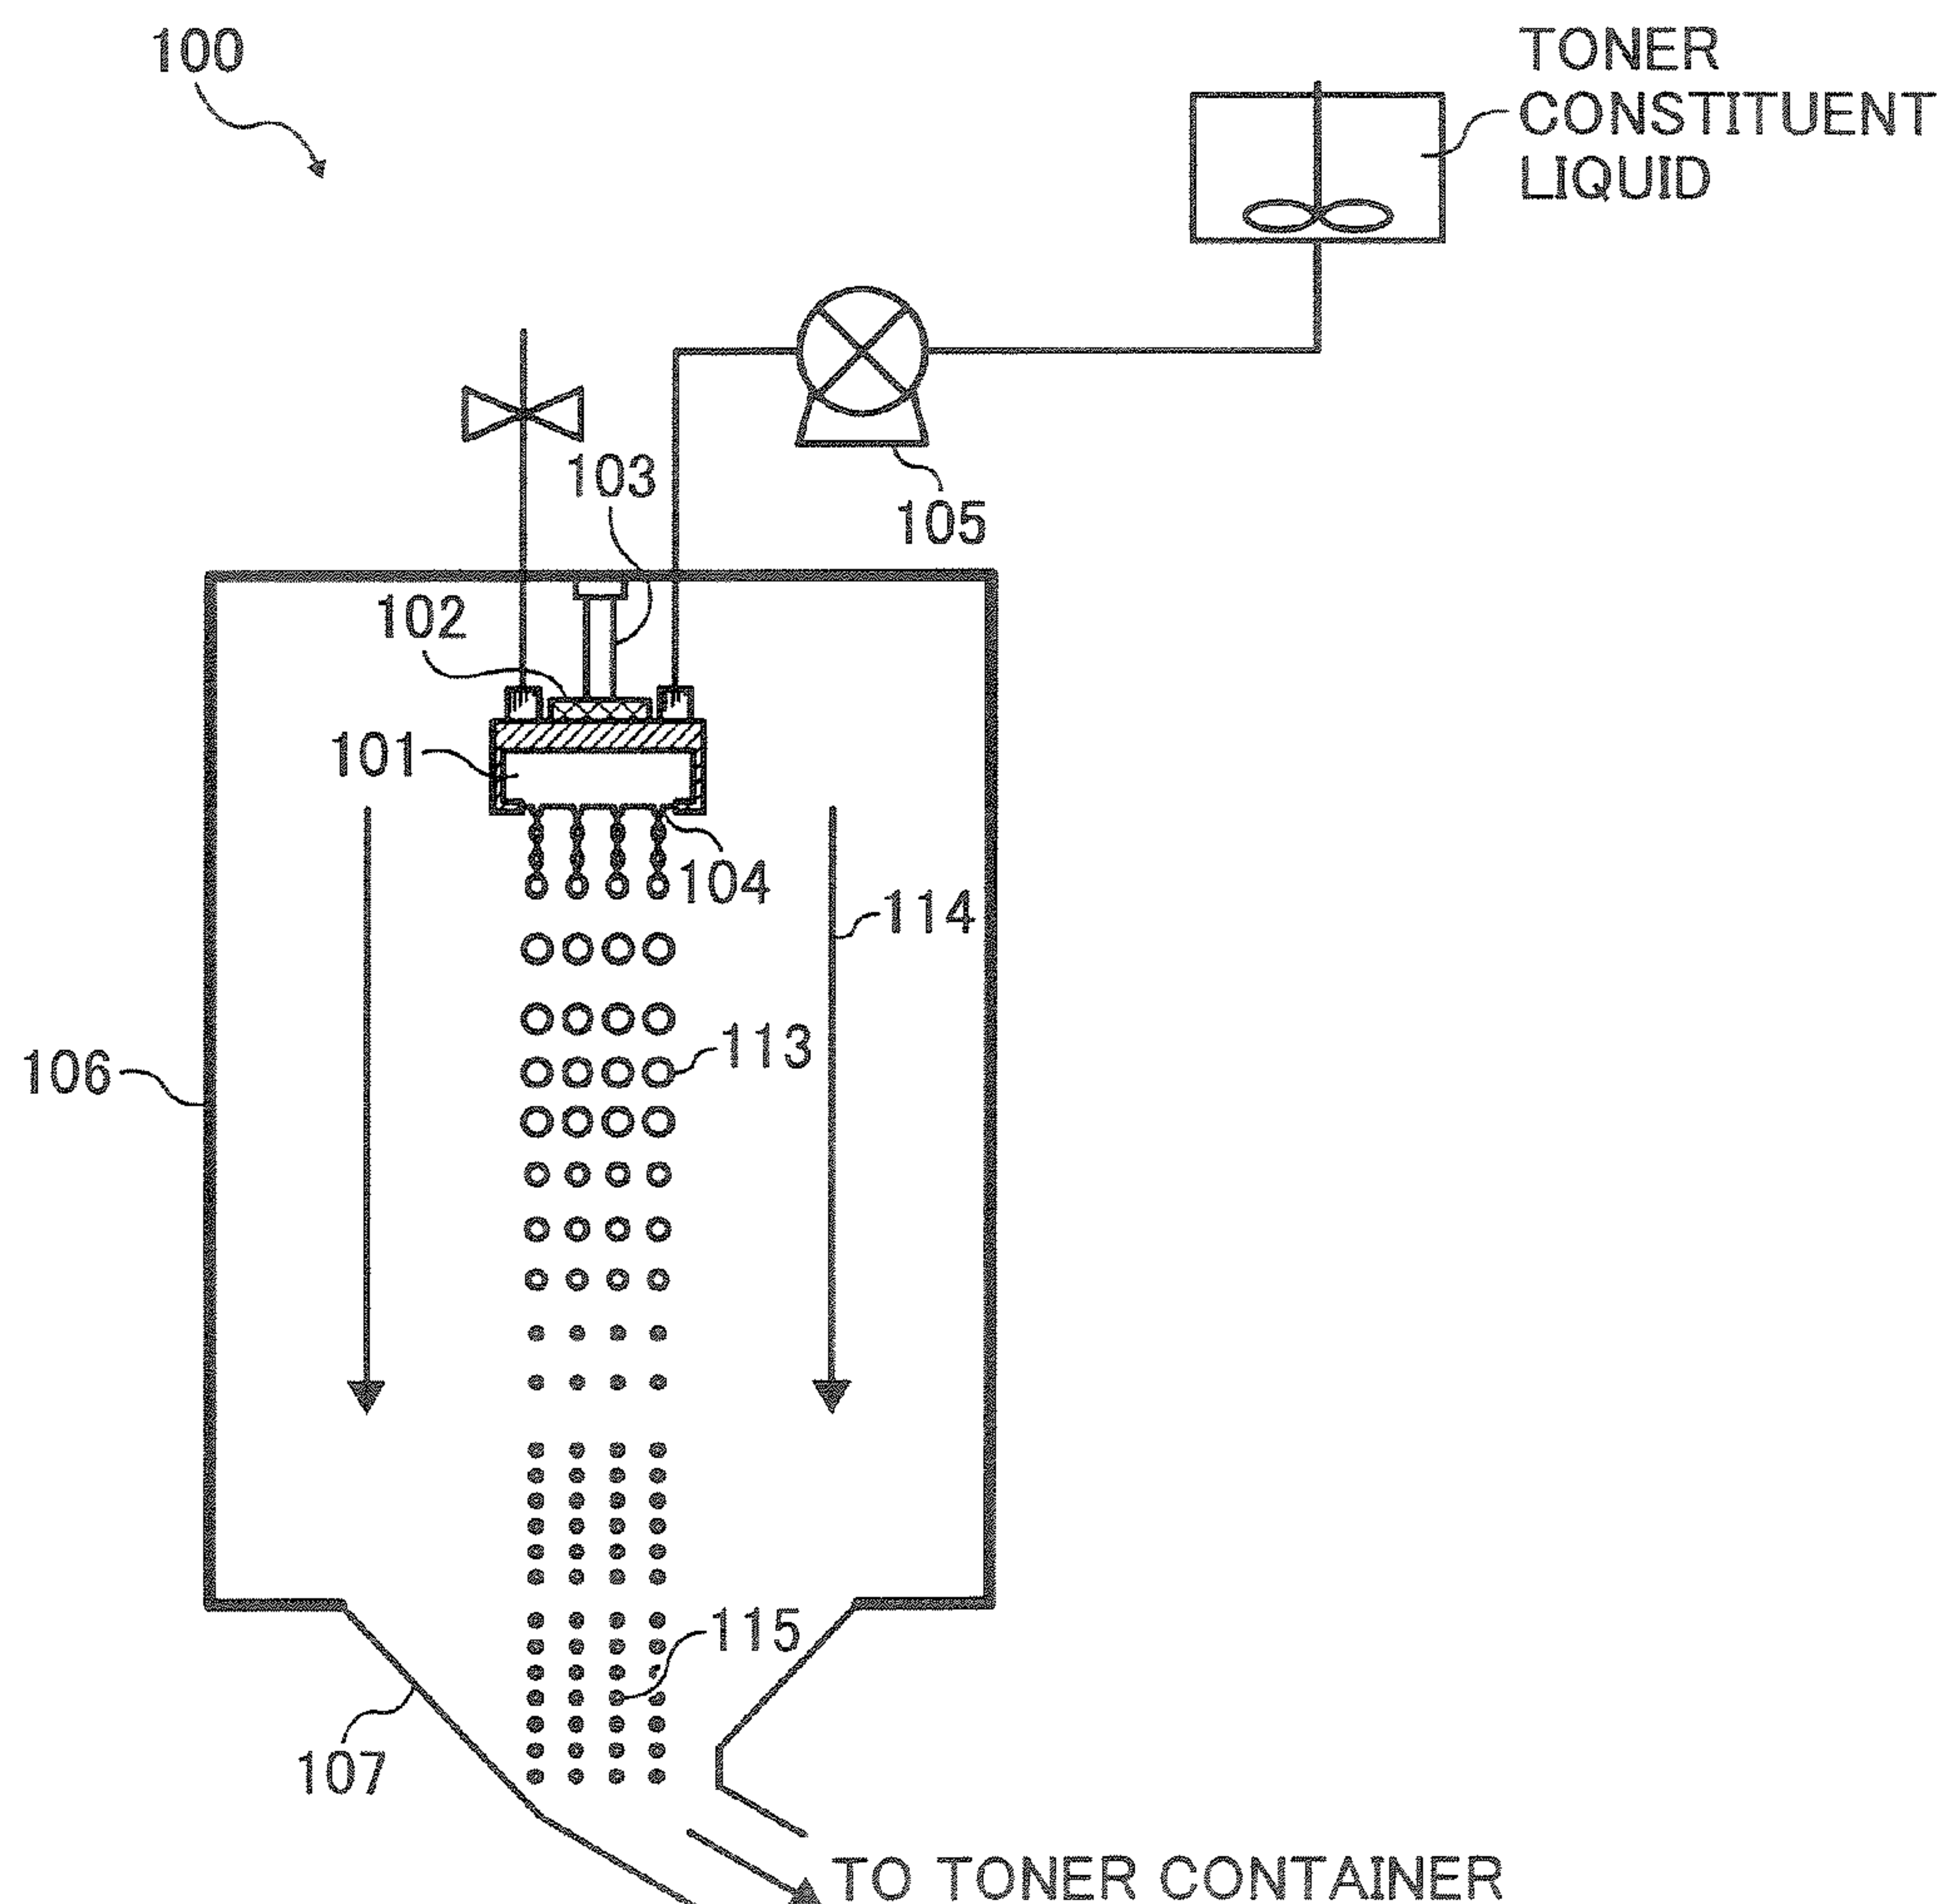 100
TONER
CONSTITUENT
LIQUID
103
105
102
101
104
114
113
106
115
107
TO TONER CONTAINER